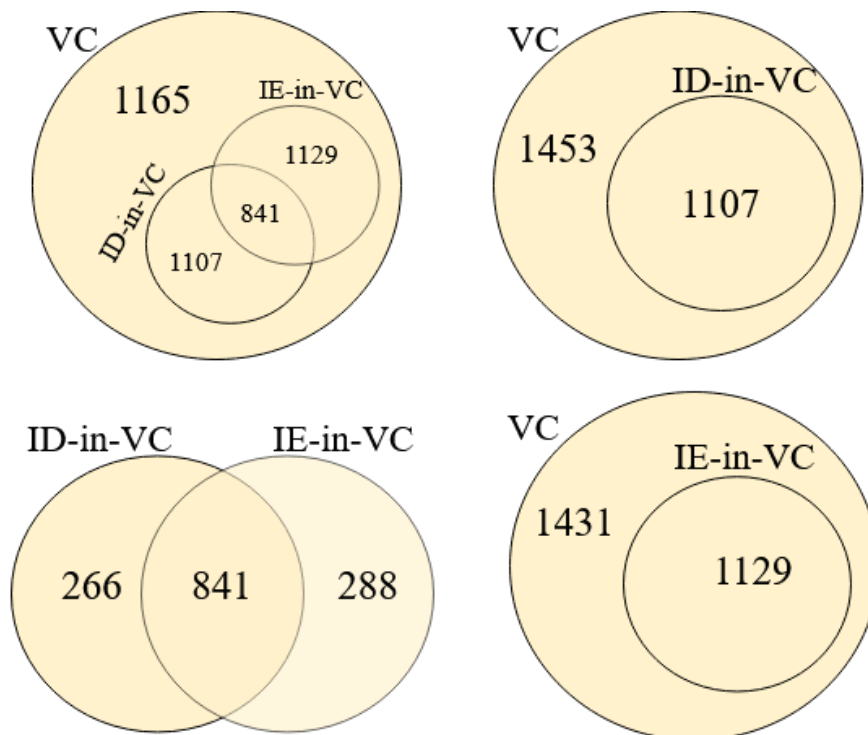 VC
1165
IE-in-VC
1129
ID-in-VC
841
1107
VC
ID-in-VC
1453
1107
ID-in-VC
IE-in-VC
266
841
288
VC
IE-in-VC
1431
1129